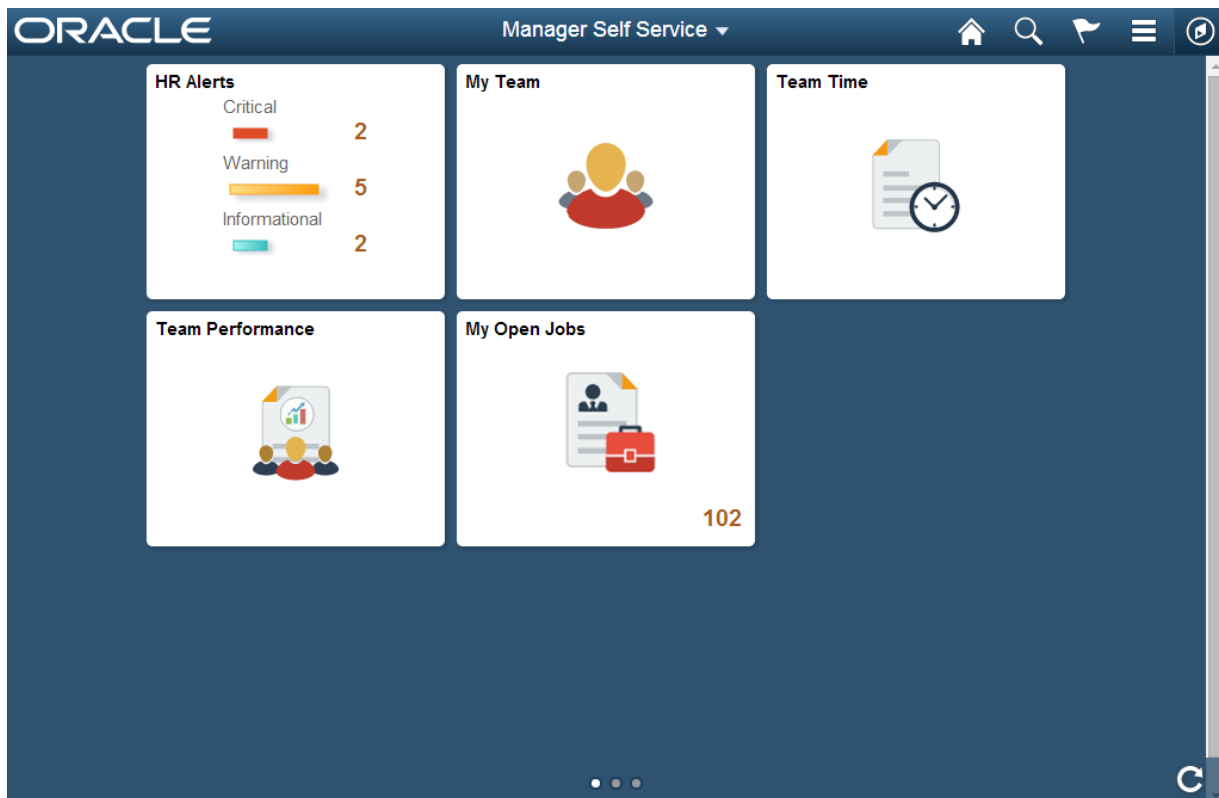 ORACLE
Manager Self Service
HR Alerts
Critical
2
Warning
5
Informational
2
My Team
Team Time
Team Performance
My Open Jobs
102